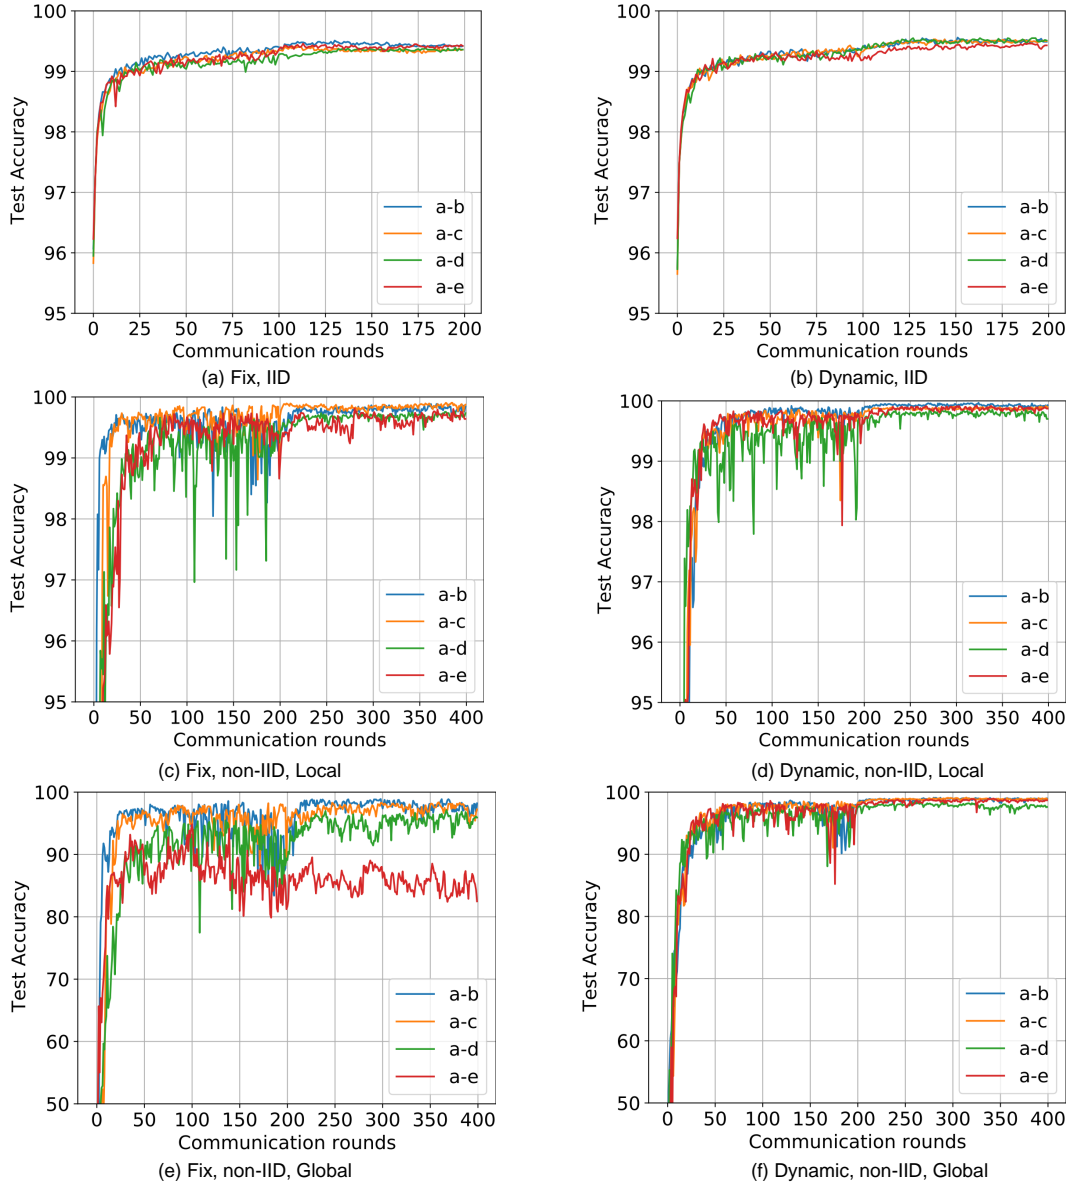 100
99
98
97
96
95
Test Accuracy
a-b
a-c
a-d
a-e
0 25 50 75 100 125 150 175 200
Communication rounds
(a) Fix, IID
100
99
98
97
96
95
Test Accuracy
a-b
a-c
a-d
a-e
0 25 50 75 100 125 150 175 200
Communication rounds
(b) Dynamic, IID
100
99
98
97
96
95
Test Accuracy
a-b
a-c
a-d
a-e
0 50 100 150 200 250 300 350 400
Communication rounds
(c) Fix, non-IID, Local
100
99
98
97
96
95
Test Accuracy
a-b
a-c
a-d
a-e
0 50 100 150 200 250 300 350 400
Communication rounds
(d) Dynamic, non-IID, Local
100
90
80
70
60
50
Test Accuracy
a-b
a-c
a-d
a-e
0 50 100 150 200 250 300 350 400
Communication rounds
(e) Fix, non-IID, Global
100
90
80
70
60
50
Test Accuracy
a-b
a-c
a-d
a-e
0 50 100 150 200 250 300 350 400
Communication rounds
(f) Dynamic, non-IID, Global